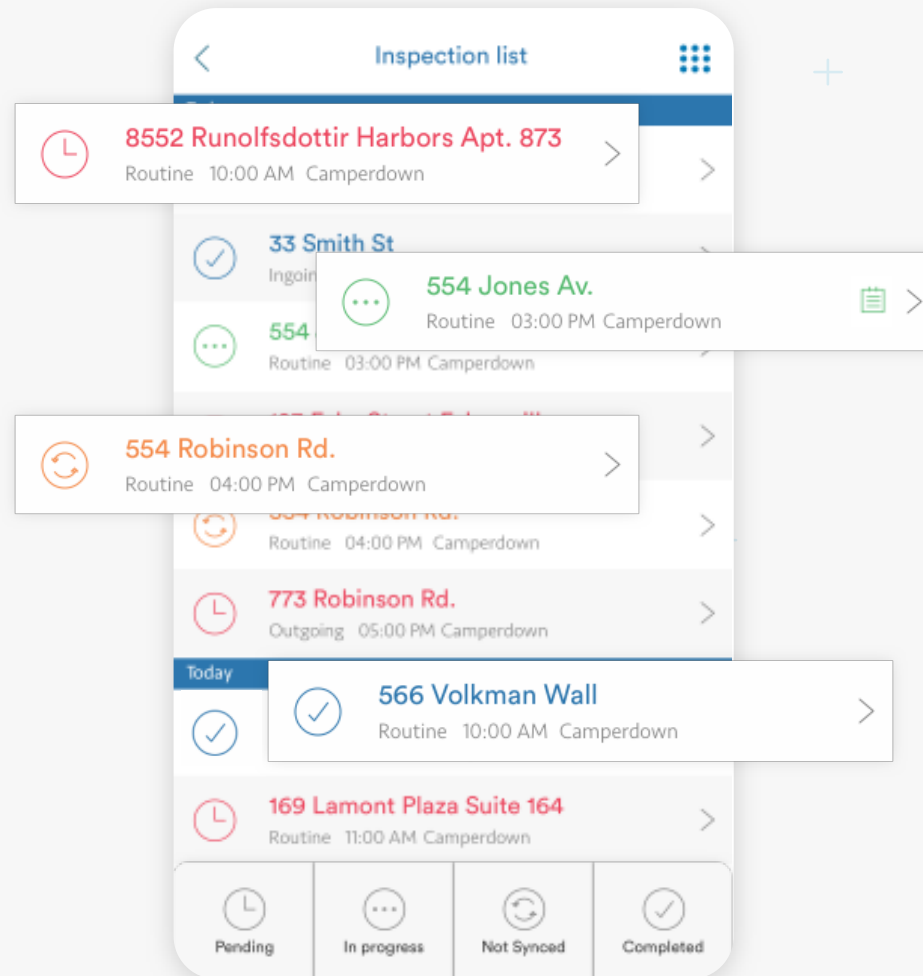 Inspection list
8552 Runolfsdottir Harbors Apt. 873
Routine 10:00 AM Camperdown
33 Smith St
554 Jones Av.
Routine 03:00 PM Camperdown
554
Routine 03:00 PM Camperdown
554 Robinson Rd.
Routine 04:00 PM Camperdown
554 Robinson Rd.
Routine 04:00 PM Camperdown
773 Robinson Rd.
Outgoing 05:00 PM Camperdown
Today
566 Volkman Wall
Routine 10:00 AM Camperdown
169 Lamont Plaza Suite 164
Routine 11:00 AM Camperdown
Pending In progress Not Synced Completed